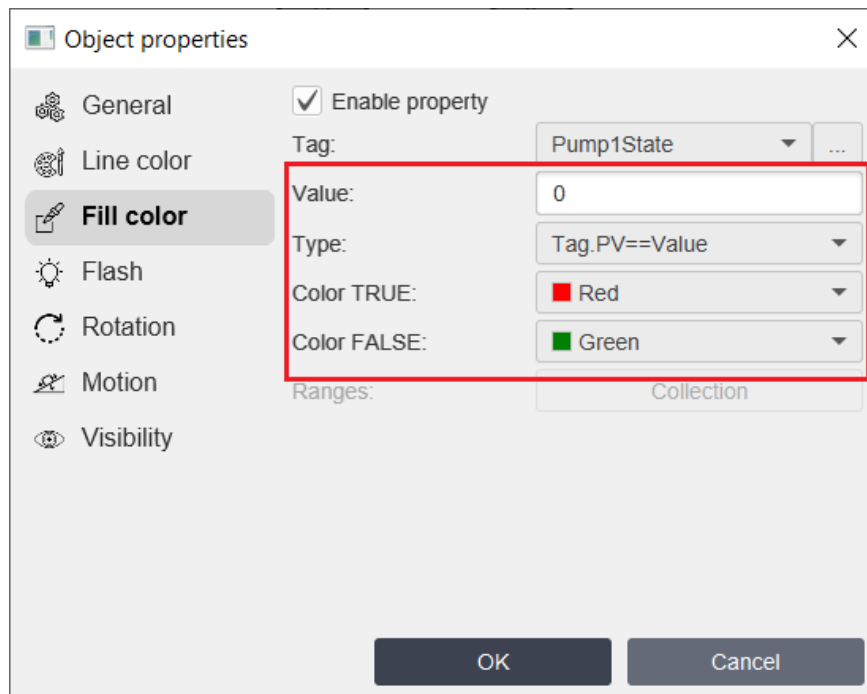 Object properties
General
Line color
Fill color
Flash
Rotation
Motion
Visibility
Enable property
Tag: Pump1State ...
Value: 0
Type: Tag.PV==Value
Color TRUE: Red
Color FALSE: Green
Ranges: Collection
OK Cancel